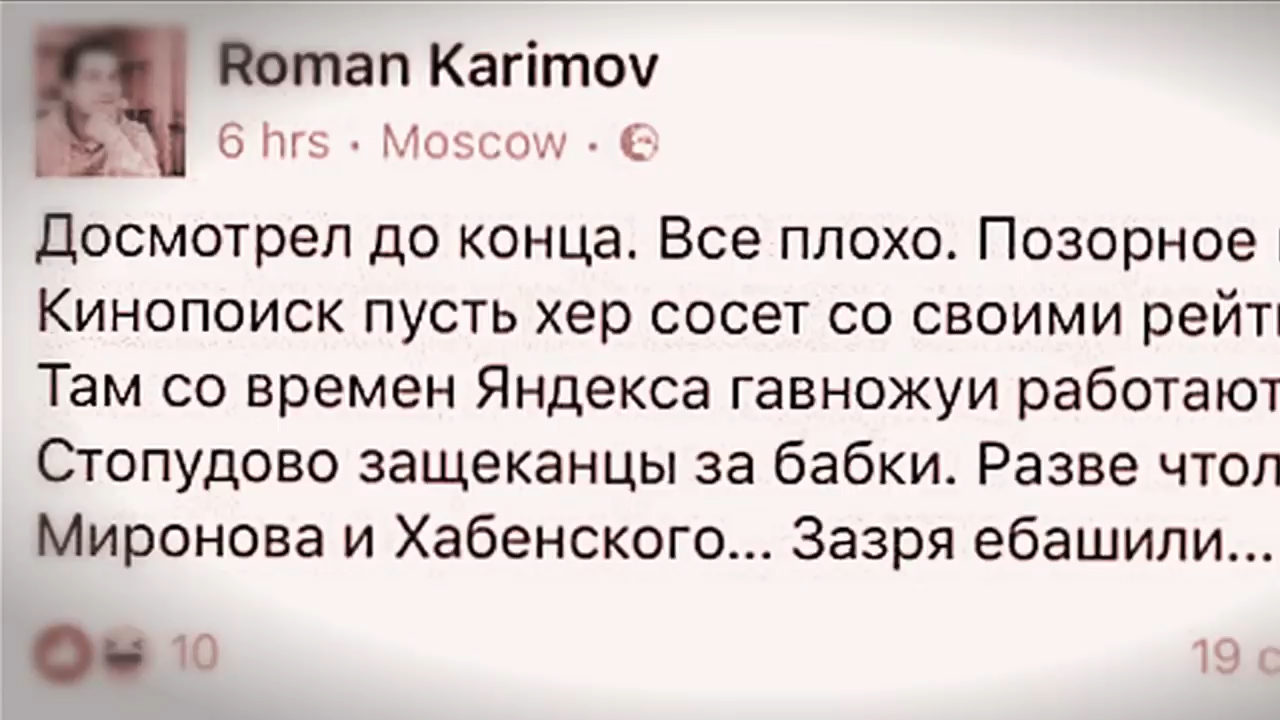 Roman Karimov
6 hrs · Moscow ·
Досмотрел до конца. Все плохо. Позорное
Кинопоиск пусть хер сосет со своими рейт
Там со времен Яндекса гавножуи работают
Стопудово защеканцы за бабки. Разве чтол
Миронова и Хабенского... Зазря ебашили...
10
19 c